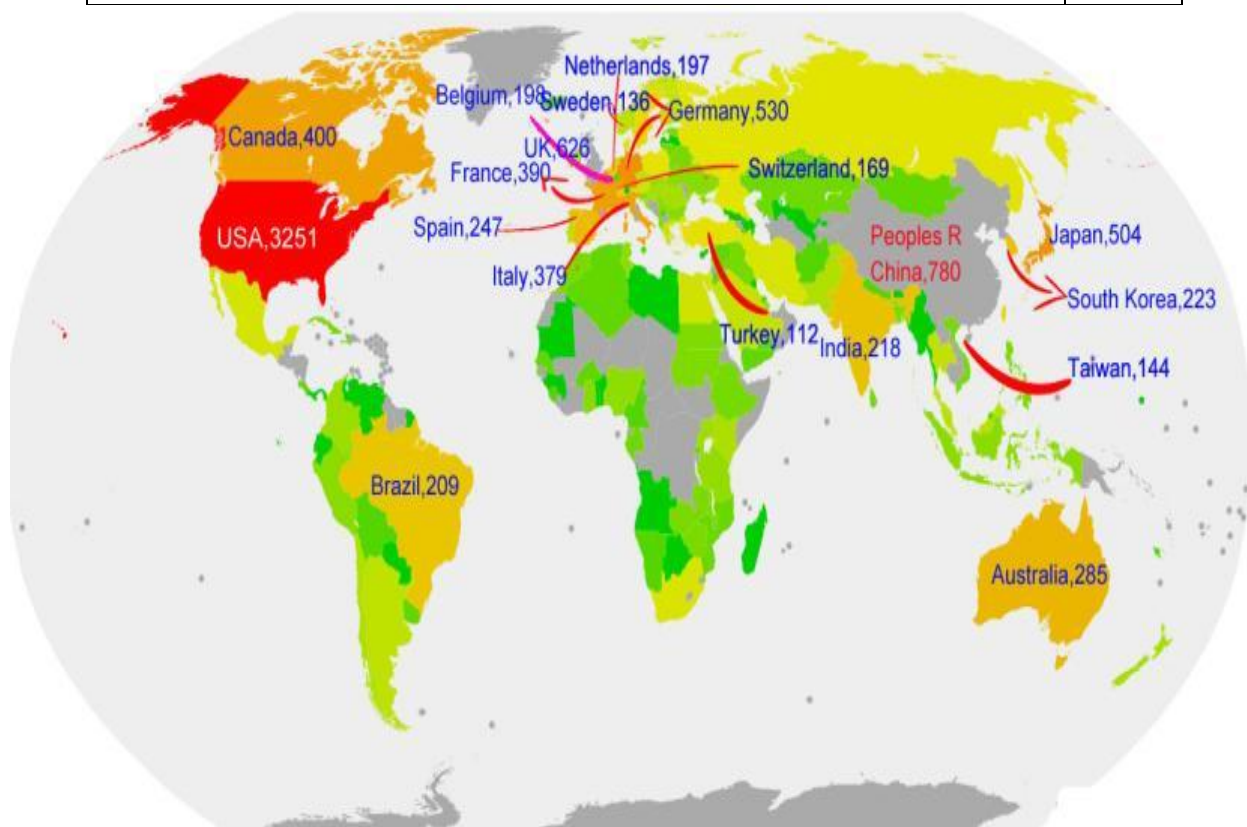 Netherlands,197
Belgium,198
Sweden,136
Germany,530
Canada,400
UK,626
France,390
Switzerland,169
Spain,247
USA,3251
Peoples R
China,780
Japan,504
Italy,379
South Korea,223
Turkey,112
India,218
Taiwan,144
Brazil,209
Australia,285